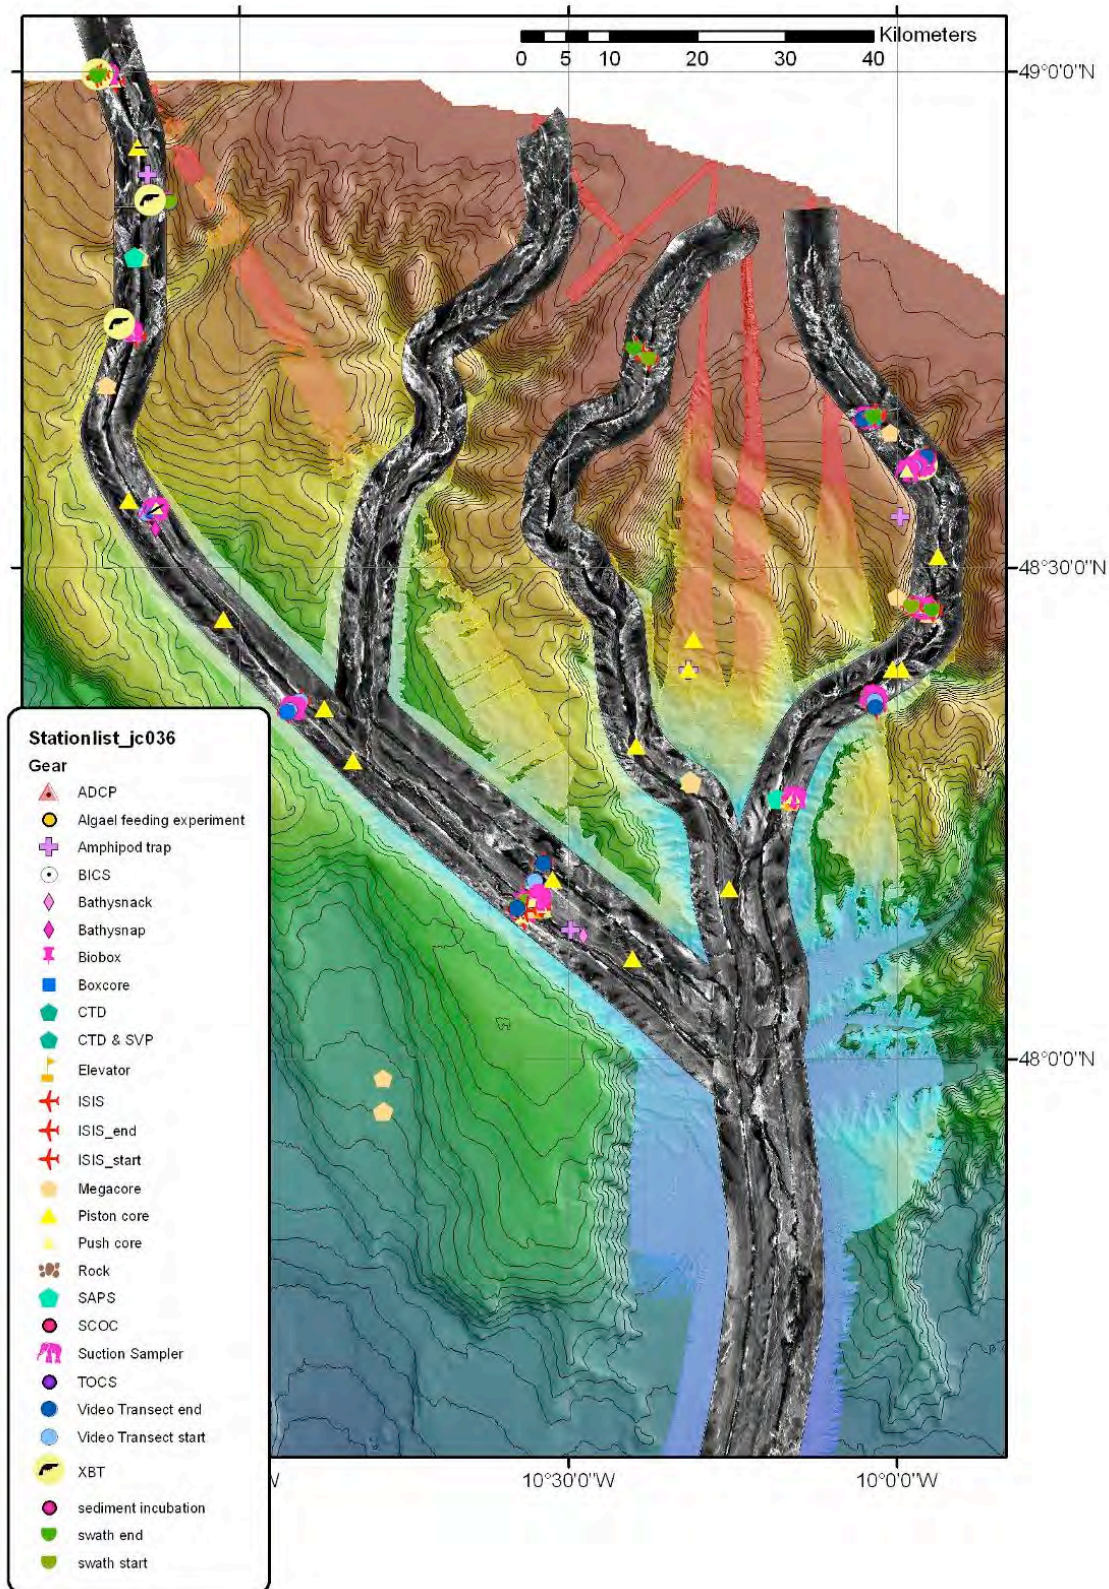 Kilometers
0 5 10 20 30 40
49°0'0"N
48°30'0"N
48°0'0"N
Stationlist_jc036
Gear
ADCP
Algael feeding experiment
Amphipod trap
BICS
Bathysnack
Bathysnap
Biobox
Boxcore
CTD
CTD & SVP
Elevator
ISIS
ISIS_end
ISIS_start
Megacore
Piston core
Push core
Rock
SAPS
SCOC
Suction Sampler
TOCS
Video Transect end
Video Transect start
XBT
sediment incubation
swath end
swath start
10°30'0"W
10°0'0"W